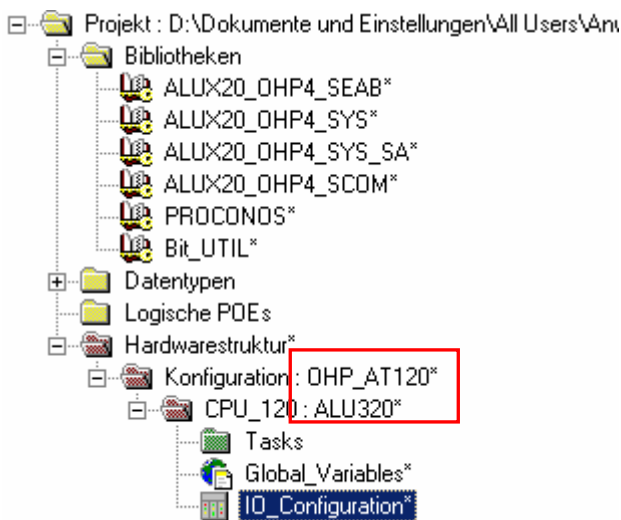 Projekt : D:\Dokumente und Einstellungen\All Users\Anw
Bibliotheken
ALUX20_OHP4_SEAB*
ALUX20_OHP4_SYS*
ALUX20_OHP4_SYS_SA*
ALUX20_OHP4_SCOM*
PROCONOS*
Bit_UTIL*
Datentypen
Logische POEs
Hardwarestruktur*
Konfiguration : OHP_AT120*
CPU_120 : ALU320*
Tasks
Global_Variables*
IO_Configuration*